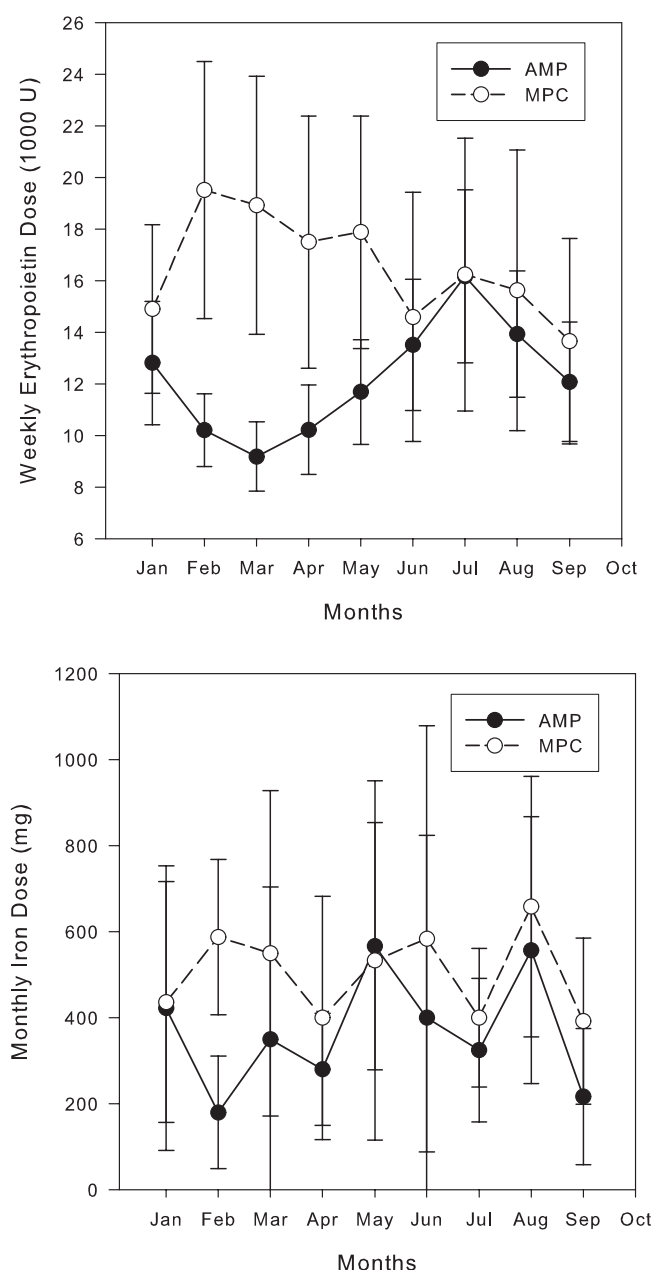 26
24
22
20
18
16
14
12
10
8
6
Weekly Erythropoietin Dose (1000 U)
AMP
MPC
Jan Feb Mar Apr May Jun Jul Aug Sep Oct
Months
1200
1000
800
600
400
200
0
Monthly Iron Dose (mg)
AMP
MPC
Jan Feb Mar Apr May Jun Jul Aug Sep Oct
Months